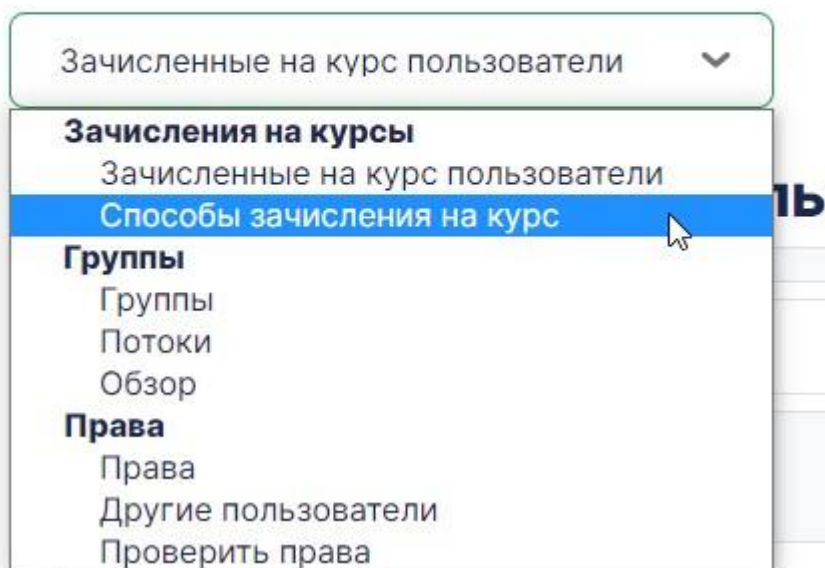 Зачисленные на курс пользователи
Зачисления на курсы
Зачисленные на курс пользователи
Способы зачисления на курс
Группы
Группы
Потоки
Обзор
Права
Права
Другие пользователи
Проверить права